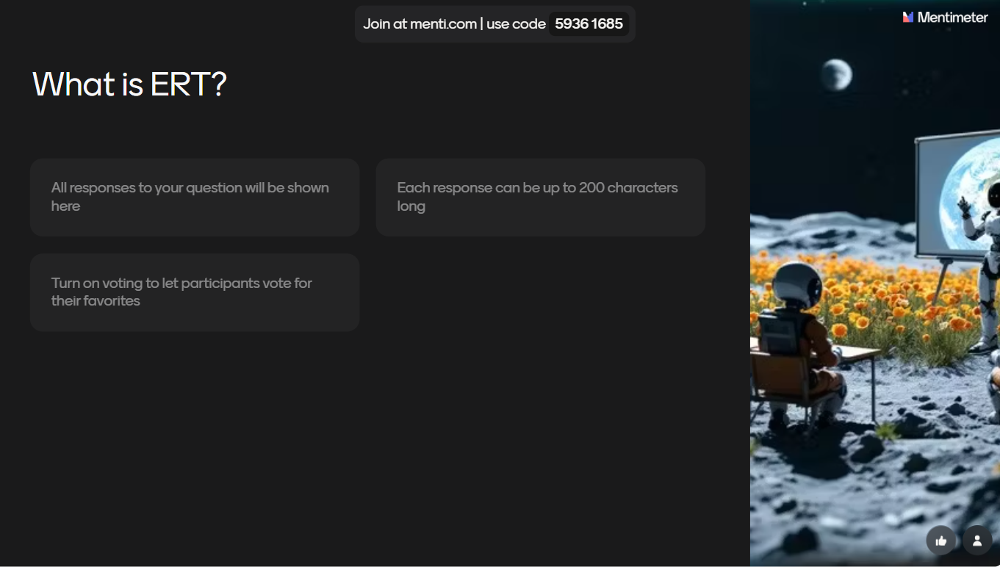 Join at menti.com | use code 5936 1685
Mentimeter
What is ERT?
All responses to your question will be shown
here
Each response can be up to 200 characters
long
Turn on voting to let participants vote for
their favorites